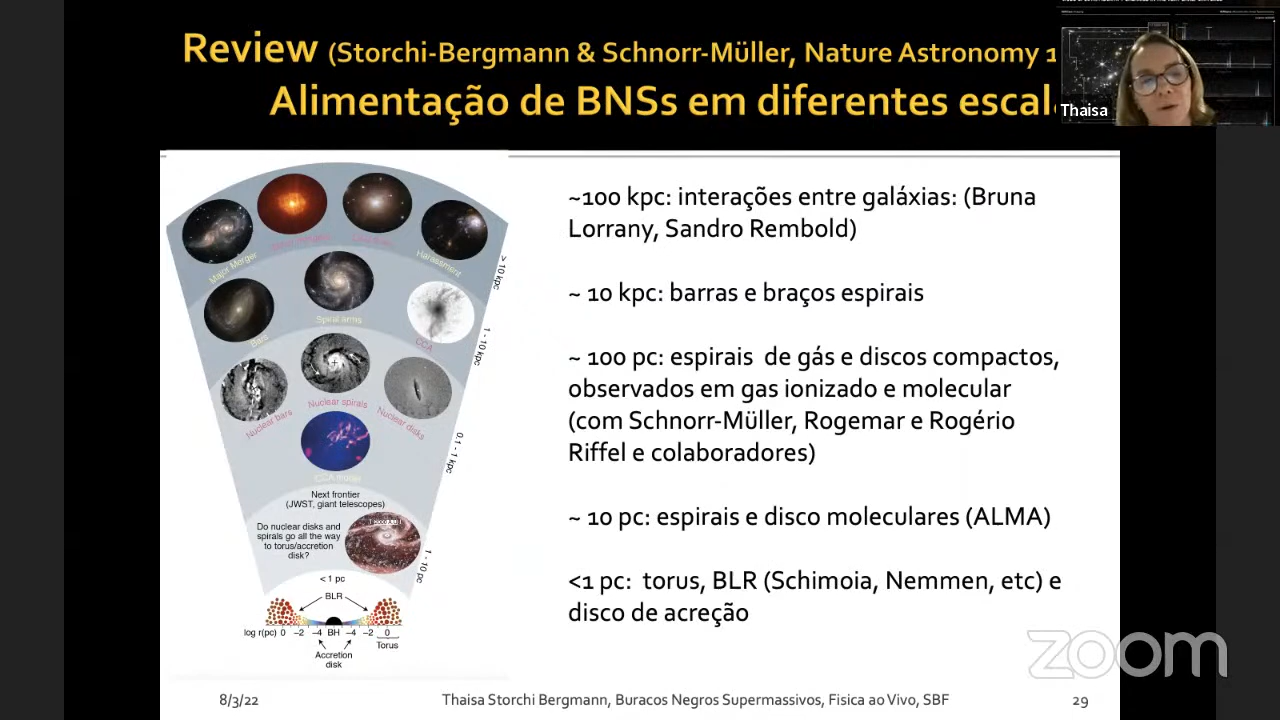 Review (Storchi-Bergmann & Schnorr-Müller, Nature Astronomy
Alimentação de BNSs em diferentes
Thaisa
Major Merger
Harassment
>10 kpc
Bars
Spiral arms
CCA
1 - 10 kpc
Nuclear bars
Nuclear spirals
Nuclear disks
0.1 - 1 kpc
Next frontier
(JWST, giant telescopes)
Do nuclear disks and
spirals go all the way
to torus/accretion
disk?
1 - 10 pc
< 1 pc
BLR
log r(pc) 0 −2 −4 BH −4 −2 0
Torus
Accretion
disk
~100 kpc: interações entre galáxias: (Bruna
Lorrany, Sandro Rembold)
~ 10 kpc: barras e braços espirais
~ 100 pc: espirais de gás e discos compactos,
observados em gas ionizado e molecular
(com Schnorr-Müller, Rogemar e Rogério
Riffel e colaboradores)
~ 10 pc: espirais e disco moleculares (ALMA)
<1 pc: torus, BLR (Schimoia, Nemmen, etc) e
disco de acreção
zoom
8/3/22
Thaisa Storchi Bergmann, Buracos Negros Supermassivos, Fisica ao Vivo, SBF
29